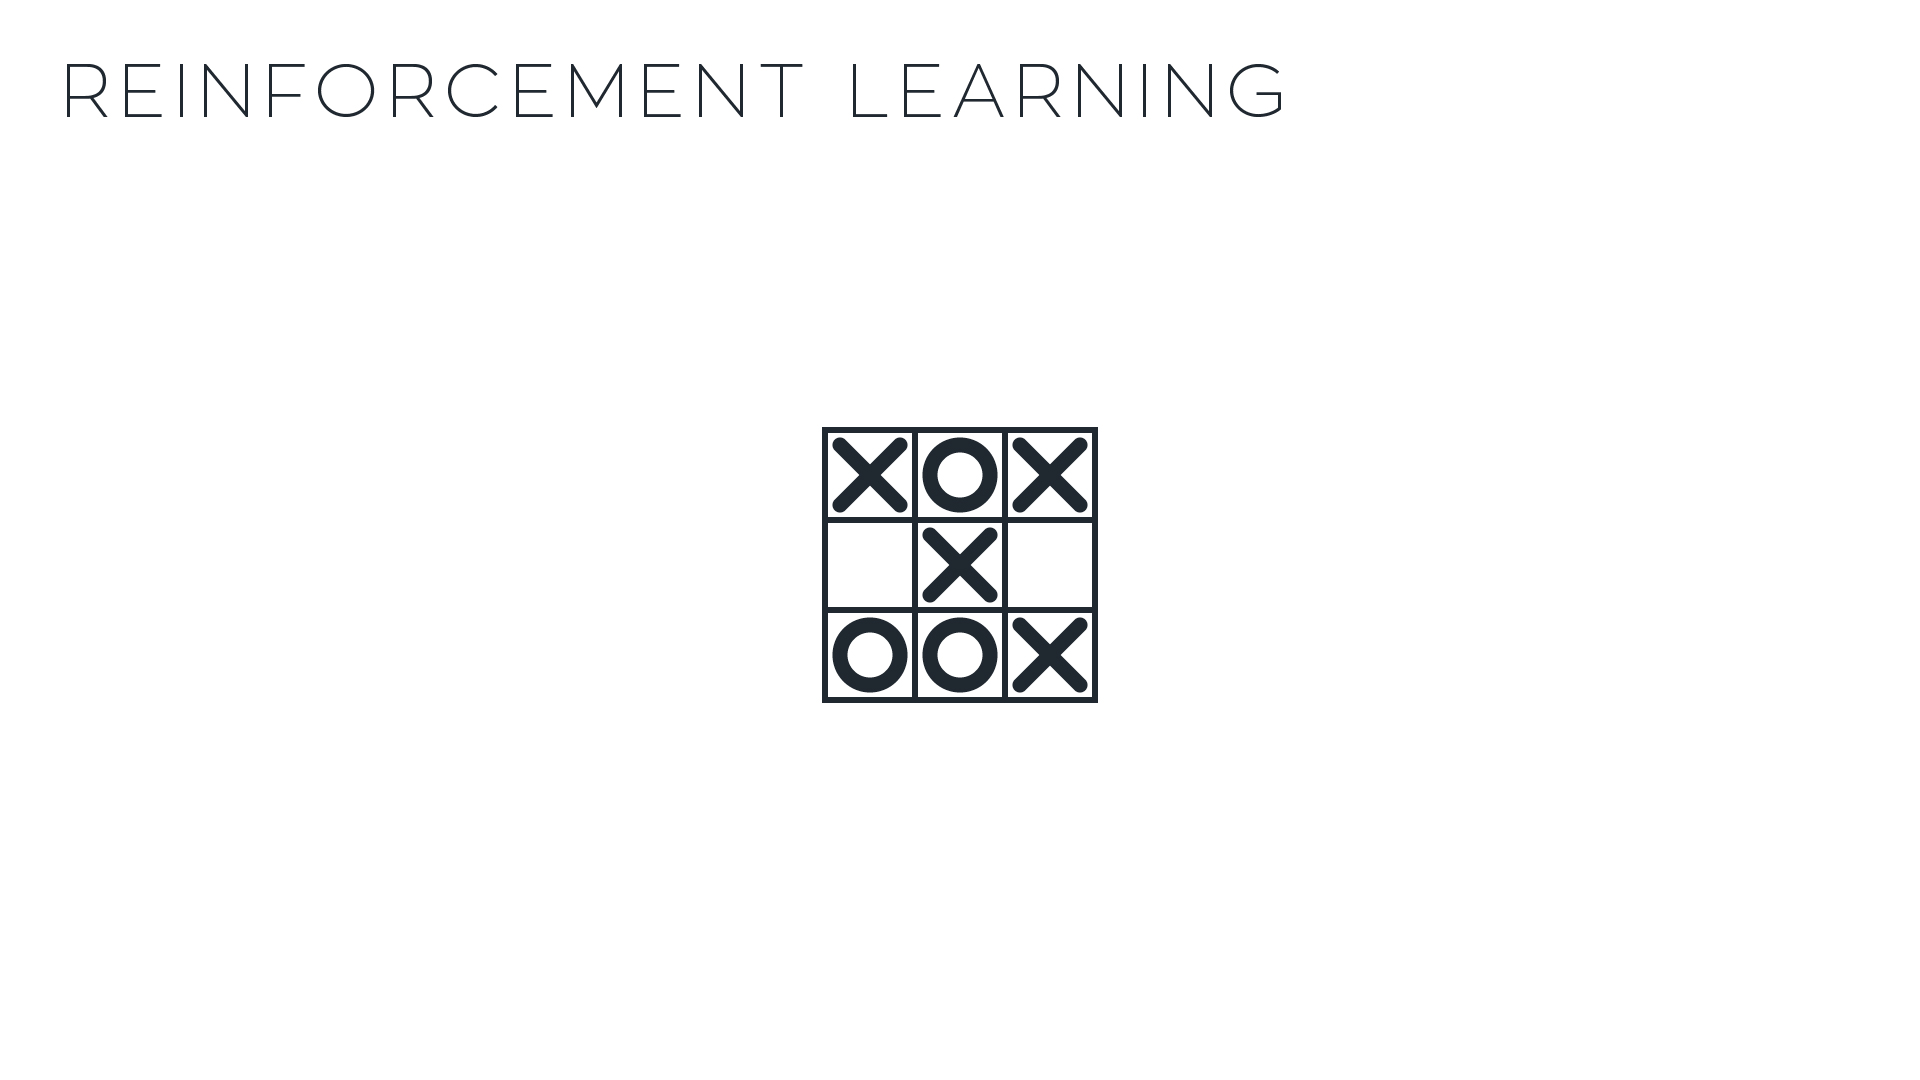 REINFORCEMENT LEARNING
X O X
X
O O X